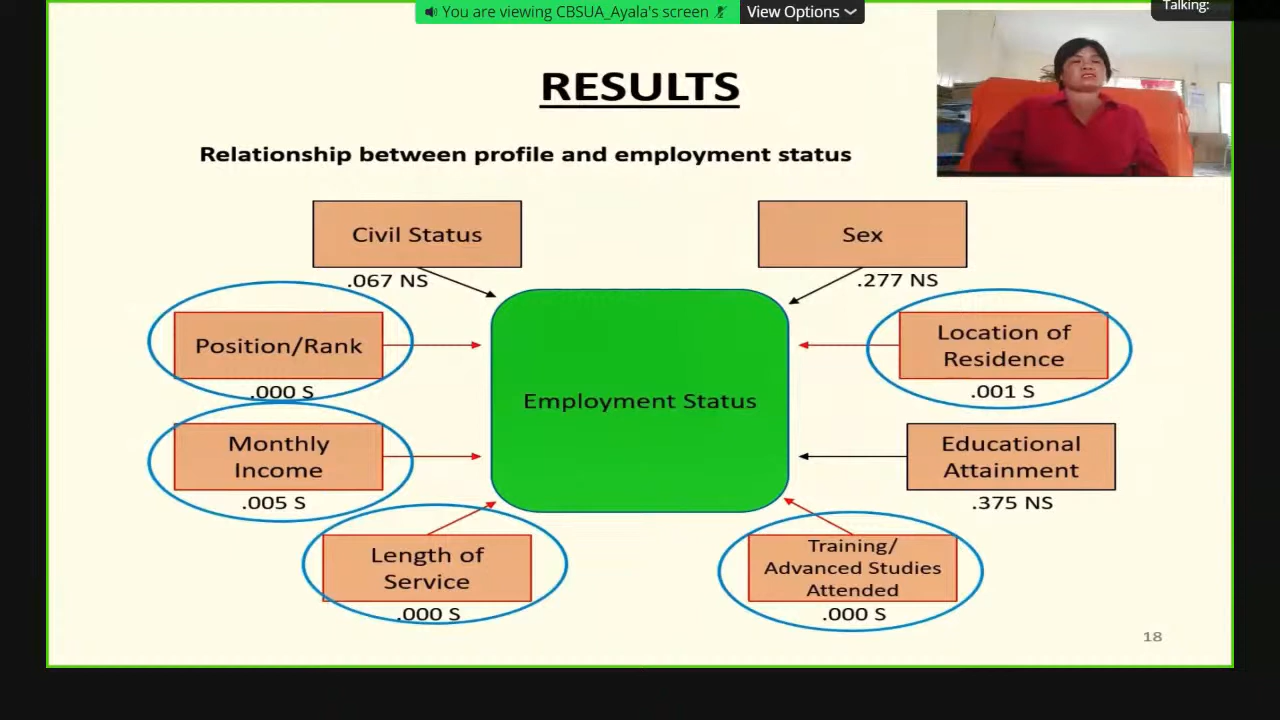 You are viewing CBSUA_Ayala's screen
View Options
Talking:
RESULTS
Relationship between profile and employment status
Civil Status
.067 NS
Sex
.277 NS
Position/Rank
.000 S
Location of
Residence
.001 S
Employment Status
Monthly
Income
.005 S
Educational
Attainment
.375 NS
Length of
Service
.000 S
Training/
Advanced Studies
Attended
.000 S
18